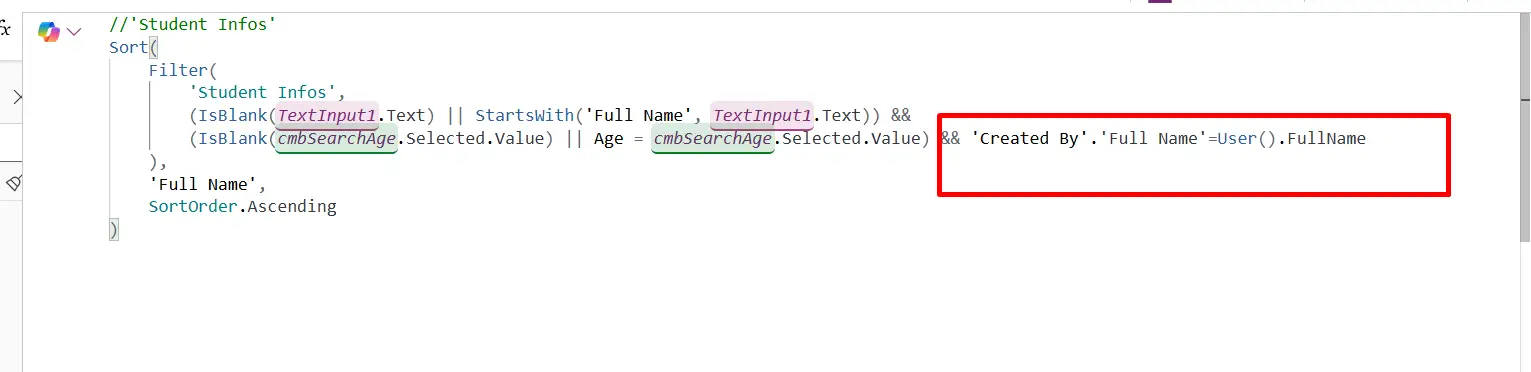 fx
//'Student Infos'
Sort(
Filter(
'Student Infos',
(IsBlank(TextInput1.Text) || StartsWith('Full Name', TextInput1.Text)) &&
(IsBlank(cmbSearchAge.Selected.Value) || Age = cmbSearchAge.Selected.Value) && 'Created By'.'Full Name'=User().FullName
),
'Full Name',
SortOrder.Ascending
)